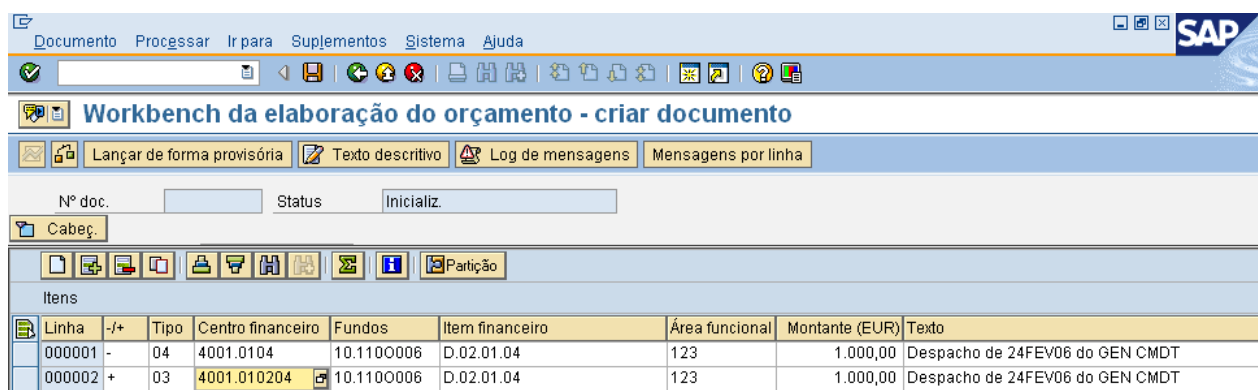 Documento Processar Ir para Suplementos Sistema Ajuda
SAP
Workbench da elaboração do orçamento - criar documento
Lançar de forma provisória Texto descritivo Log de mensagens Mensagens por linha
Nº doc. Status Inicializ.
Cabeç.
Partição
Itens
Linha -/+ Tipo Centro financeiro Fundos Item financeiro Área funcional Montante (EUR) Texto
000001 - 04 4001.0104 10.110O006 D.02.01.04 123 1.000,00 Despacho de 24FEV06 do GEN CMDT
000002 + 03 4001.010204 10.110O006 D.02.01.04 123 1.000,00 Despacho de 24FEV06 do GEN CMDT